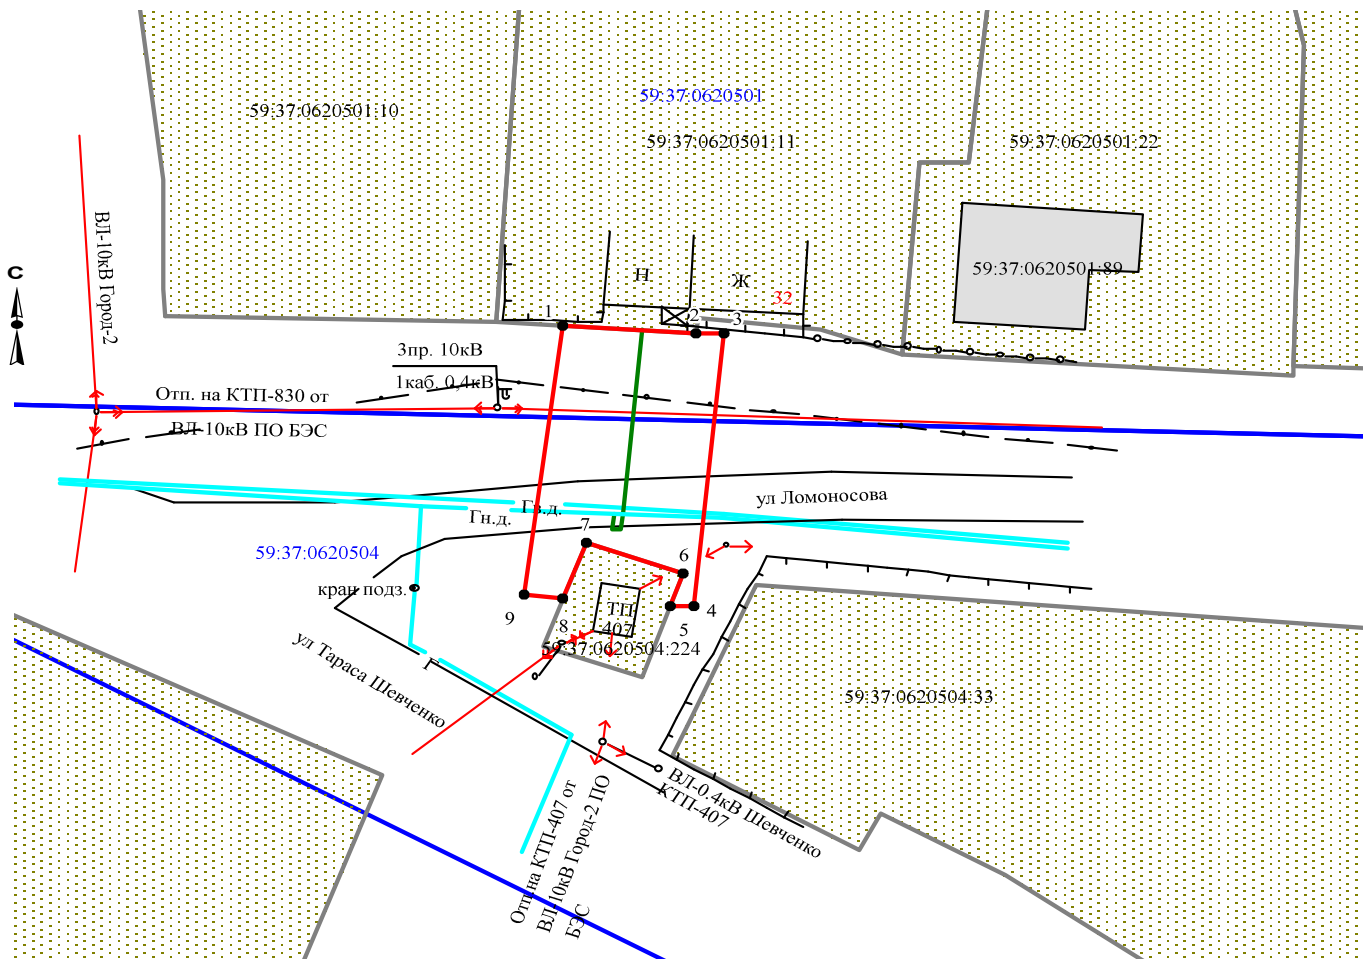 59:37:0620501
59:37:0620501:10
59:37:0620501:11
59:37:0620501:22
ВЛ-10кВ Город-2
С
59:37:0620501:89
Н
Ж
32
1
2
3
3пр. 10кВ
1каб. 0,4кВ
Отп. на КТП-830 от
ВЛ-10кВ ПО БЭС
ул Ломоносова
Гв.д.
Гн.д.
7
59:37:0620504
6
кран подз.
ТП
407
9
8
5
4
59:37:0620504:224
Г
ул Тараса Шевченко
59:37:0620504:33
ВЛ-0.4кВ Шевченко
КТП-407
Отп.на КТП-407 от
ВЛ-10кВ Город-2 ПО
БЭС